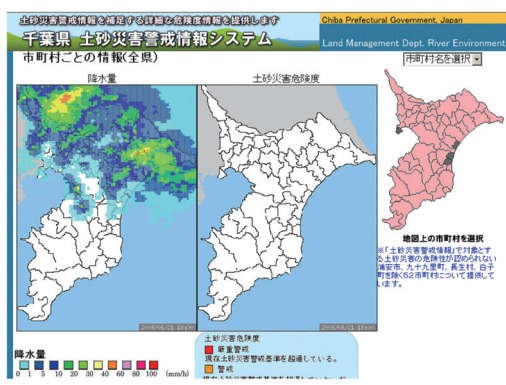 土砂災害警戒情報を補足する詳細な危険度情報を提供します
千葉県 土砂災害警戒情報システム
Chiba Prefectural Government, Japan
Land Management Dept. River Environment
市町村ごとの情報(全県)
市町村名を選択
降水量
土砂災害危険度
地図上の市町村を選択
※「土砂災害警戒情報」で対象とす
る土砂災害の危険性が認められない
浦安市、九十九里町、長生村、白子
町を除く52市町村について提供して
います。
降水量
0 1 5 10 20 30 40 60 80 100 (mm/h)
土砂災害危険度
厳重警戒
現在土砂災害警戒基準を超過している。
警戒